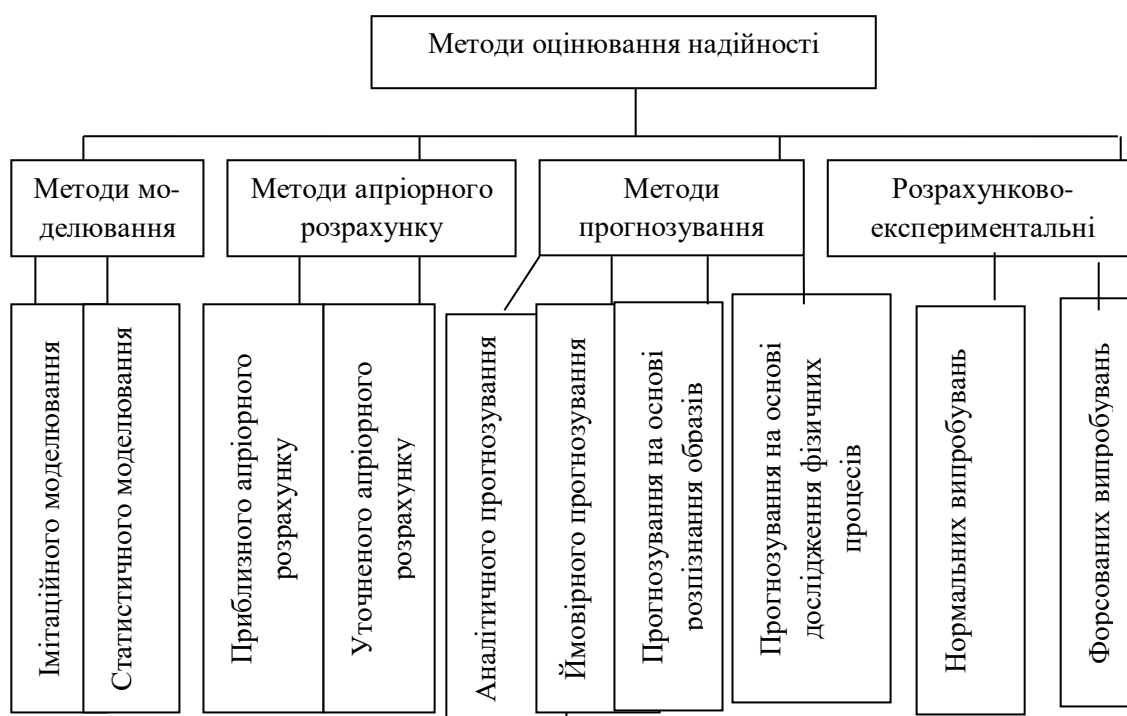 Методи оцінювання надійності
Методи мо-
делювання
Методи апріорного
розрахунку
Методи
прогнозування
Розрахунково-
експериментальні
Імітаційного моделювання
Статистичного моделювання
Приблизного апріорного
розрахунку
Уточненого апріорного
розрахунку
Аналітичного прогнозування
Ймовірного прогнозування
Прогнозування на основі
розпізнання образів
Прогнозування на основі
дослідження фізичних
процесів
Нормальних випробувань
Форсованих випробувань